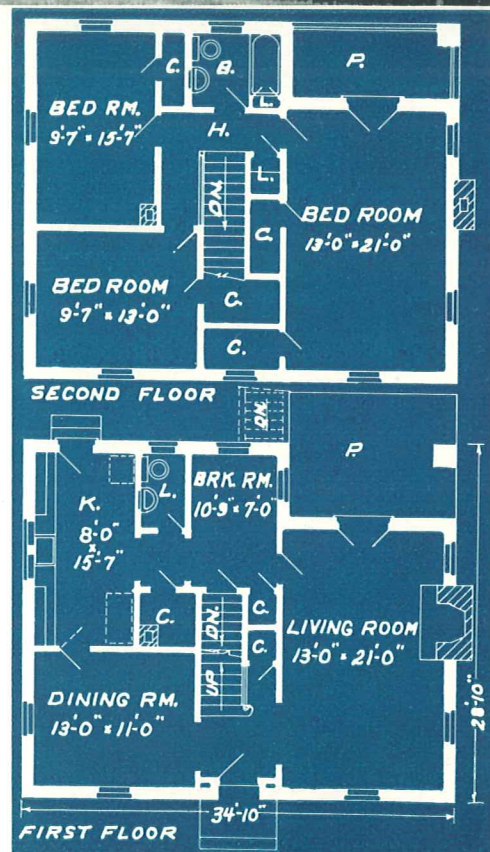 C.
B.
P.
BED RM.
9'-7" x 15'-7"
L.
H.
L.
DN.
BED ROOM
13'-0" x 21'-0"
C.
BED ROOM
9'-7" x 13'-0"
C.
C.
SECOND FLOOR
DN.
P.
K.
8'-0"
x
15'-7"
L.
BRK. RM.
10'-9" x 7'-0"
C.
DN.
C.
C.
LIVING ROOM
13'-0" x 21'-0"
UP
DINING RM.
13'-0" x 11'-0"
28'-10"
34'-10"
FIRST FLOOR